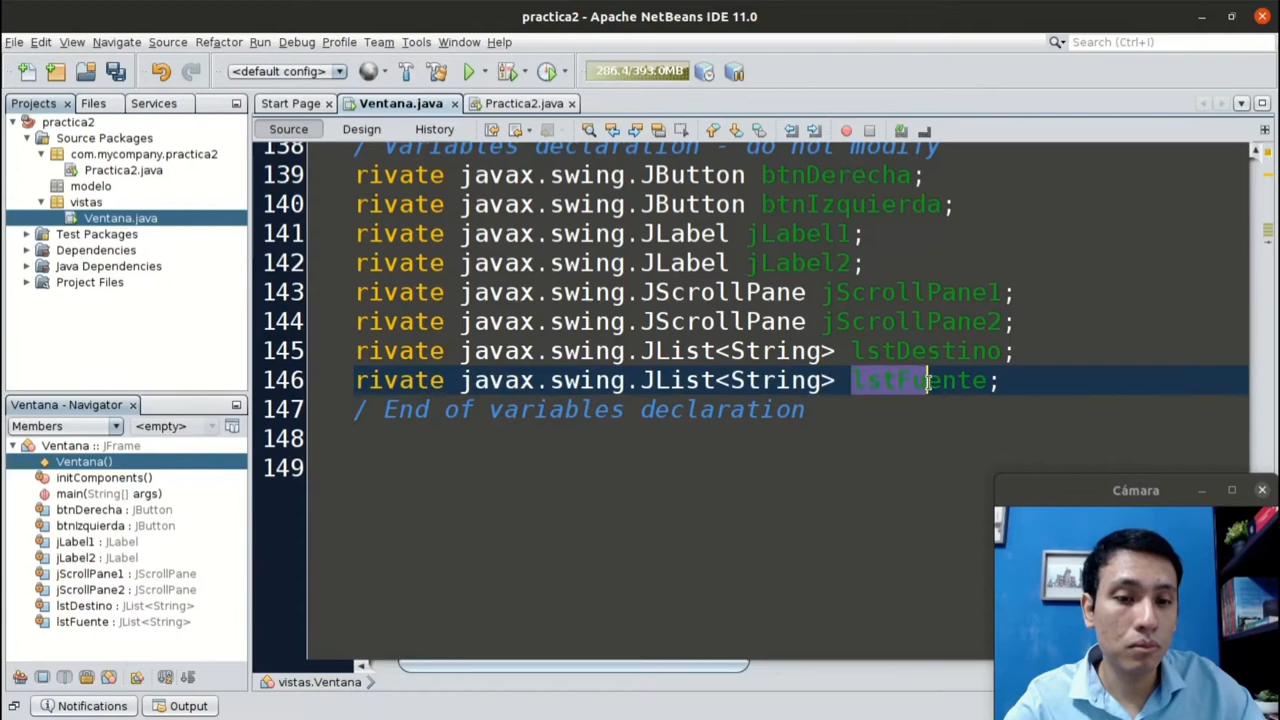 practica2 - Apache NetBeans IDE 11.0
File Edit View Navigate Source Refactor Run Debug Profile Team Tools Window Help
Search (Ctrl+I)
<default config>
286.4/393.0MB
Projects Files Services
Start Page Ventana.java Practica2.java
Source Design History
practica2
Source Packages
com.mycompany.practica2
Practica2.java
modelo
vistas
Ventana.java
Test Packages
Dependencies
Java Dependencies
Project Files
138 / Variables declaration - do not modify
139 rivate javax.swing.JButton btnDerecha;
140 rivate javax.swing.JButton btnIzquierda;
141 rivate javax.swing.JLabel jLabel1;
142 rivate javax.swing.JLabel jLabel2;
143 rivate javax.swing.JScrollPane jScrollPane1;
144 rivate javax.swing.JScrollPane jScrollPane2;
145 rivate javax.swing.JList<String> lstDestino;
146 rivate javax.swing.JList<String> lstFuente;
147 / End of variables declaration
148
149
Ventana - Navigator
Members <empty>
Ventana :: JFrame
Ventana()
initComponents()
main(String[] args)
btnDerecha : JButton
btnIzquierda : JButton
jLabel1 : JLabel
jLabel2 : JLabel
jScrollPane1 : JScrollPane
jScrollPane2 : JScrollPane
lstDestino : JList<String>
lstFuente : JList<String>
Cámara
vistas.Ventana
Notifications Output